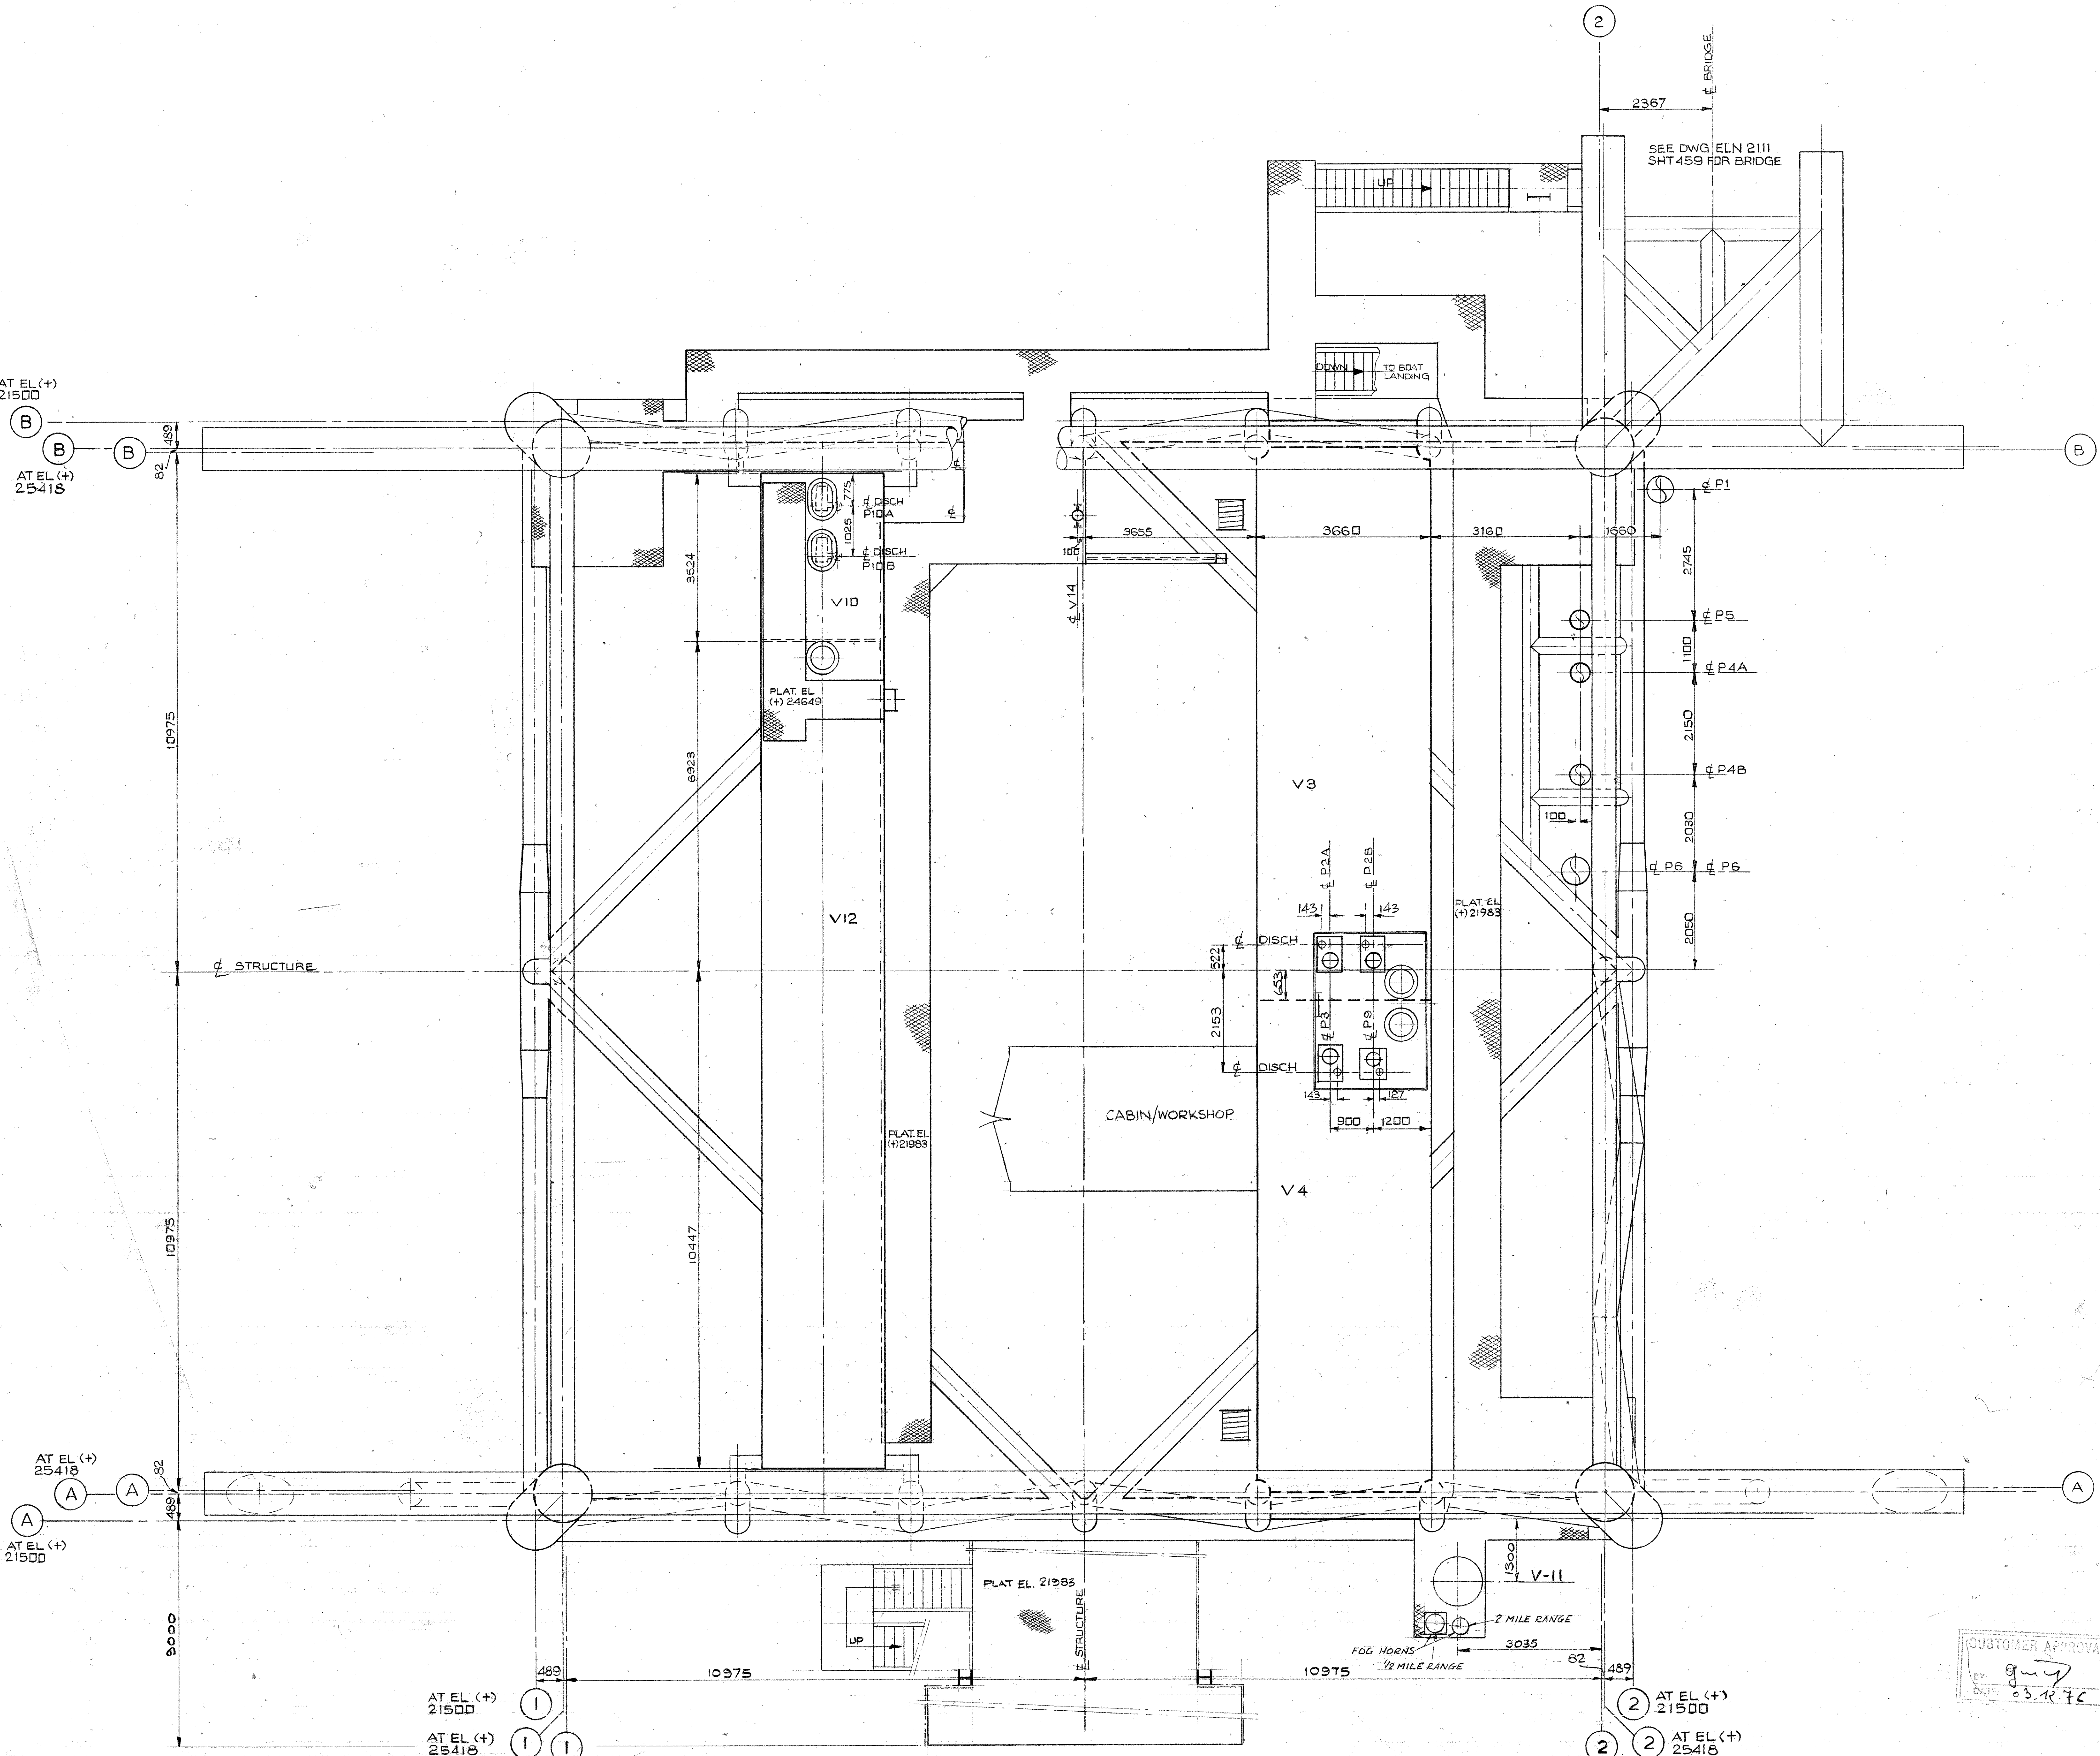 2
₵ BRIDGE
2367
SEE DWG ELN 2111
SHT 459 FOR BRIDGE
UP
DOWN
TO BOAT
LANDING
AT EL (+)
21500
B
489
B
B
82
AT EL (+)
25418
B
775
₵ DISCH
P10A
1025
₵ DISCH
P10B
₵
₵
3524
V10
100
3655
3660
3160
1660
₵ V14
₵ P1
2745
₵ P5
1100
₵ P4A
2150
₵ P4B
2030
100
₵ P6
₵ P6
2050
PLAT. EL
(+) 24649
10975
6923
V3
V12
₵ P2A
₵ P2B
143
143
PLAT. EL
(+) 21983
₵ STRUCTURE
₵ DISCH
522
653
2153
₵ P3
₵ P9
₵ DISCH
143
127
900
1200
CABIN/WORKSHOP
PLAT. EL
(+) 21983
V4
10975
10447
AT EL (+)
25418
82
A
A
489
A
AT EL (+)
21500
A
9000
PLAT EL. 21983
UP
₵ STRUCTURE
1300
V-11
2 MILE RANGE
FOG HORNS
1/2 MILE RANGE
3035
489
10975
10975
82
489
AT EL (+)
21500
1
AT EL (+)
25418
1
1
2
AT EL (+)
21500
2
2
AT EL (+)
25418
CUSTOMER APPROVA
BY:
DATE: 03.12.76